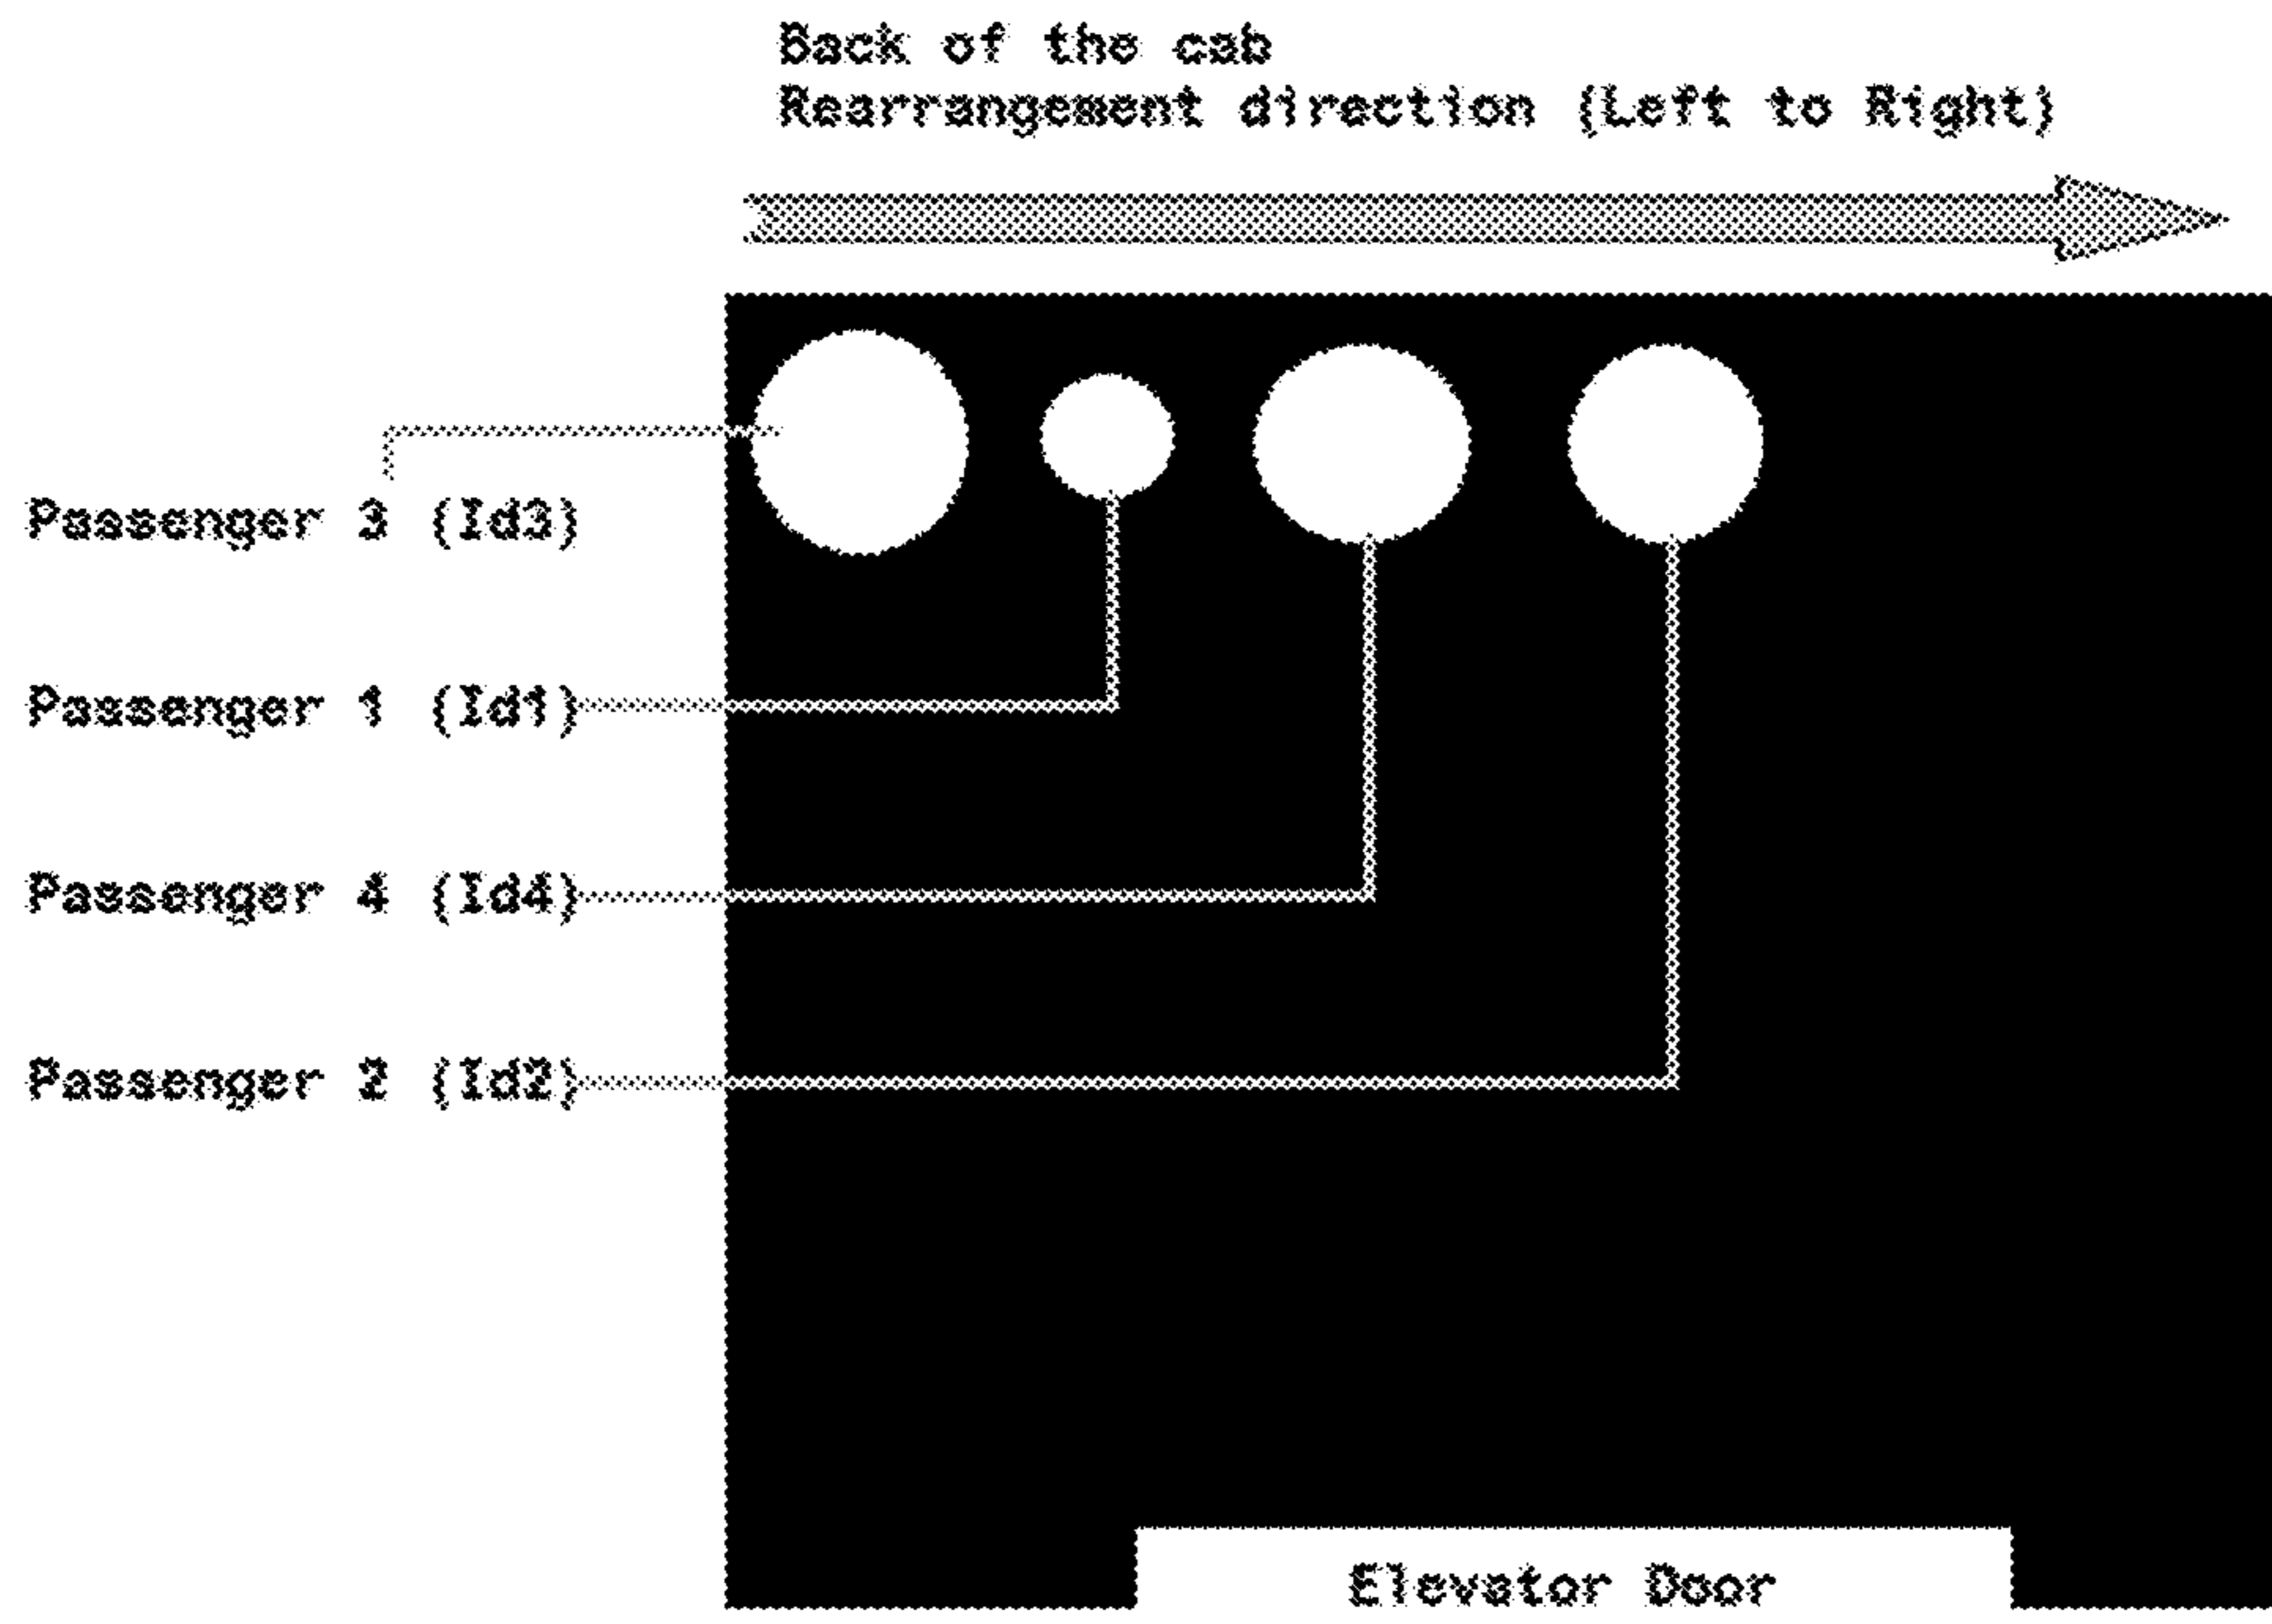 Back of the cab
Rearrangement direction (Left to Right)
Passenger 3 (Id3)
Passenger 1 (Id1)
Passenger 4 (Id4)
Passenger 2 (Id2)
Elevator Door